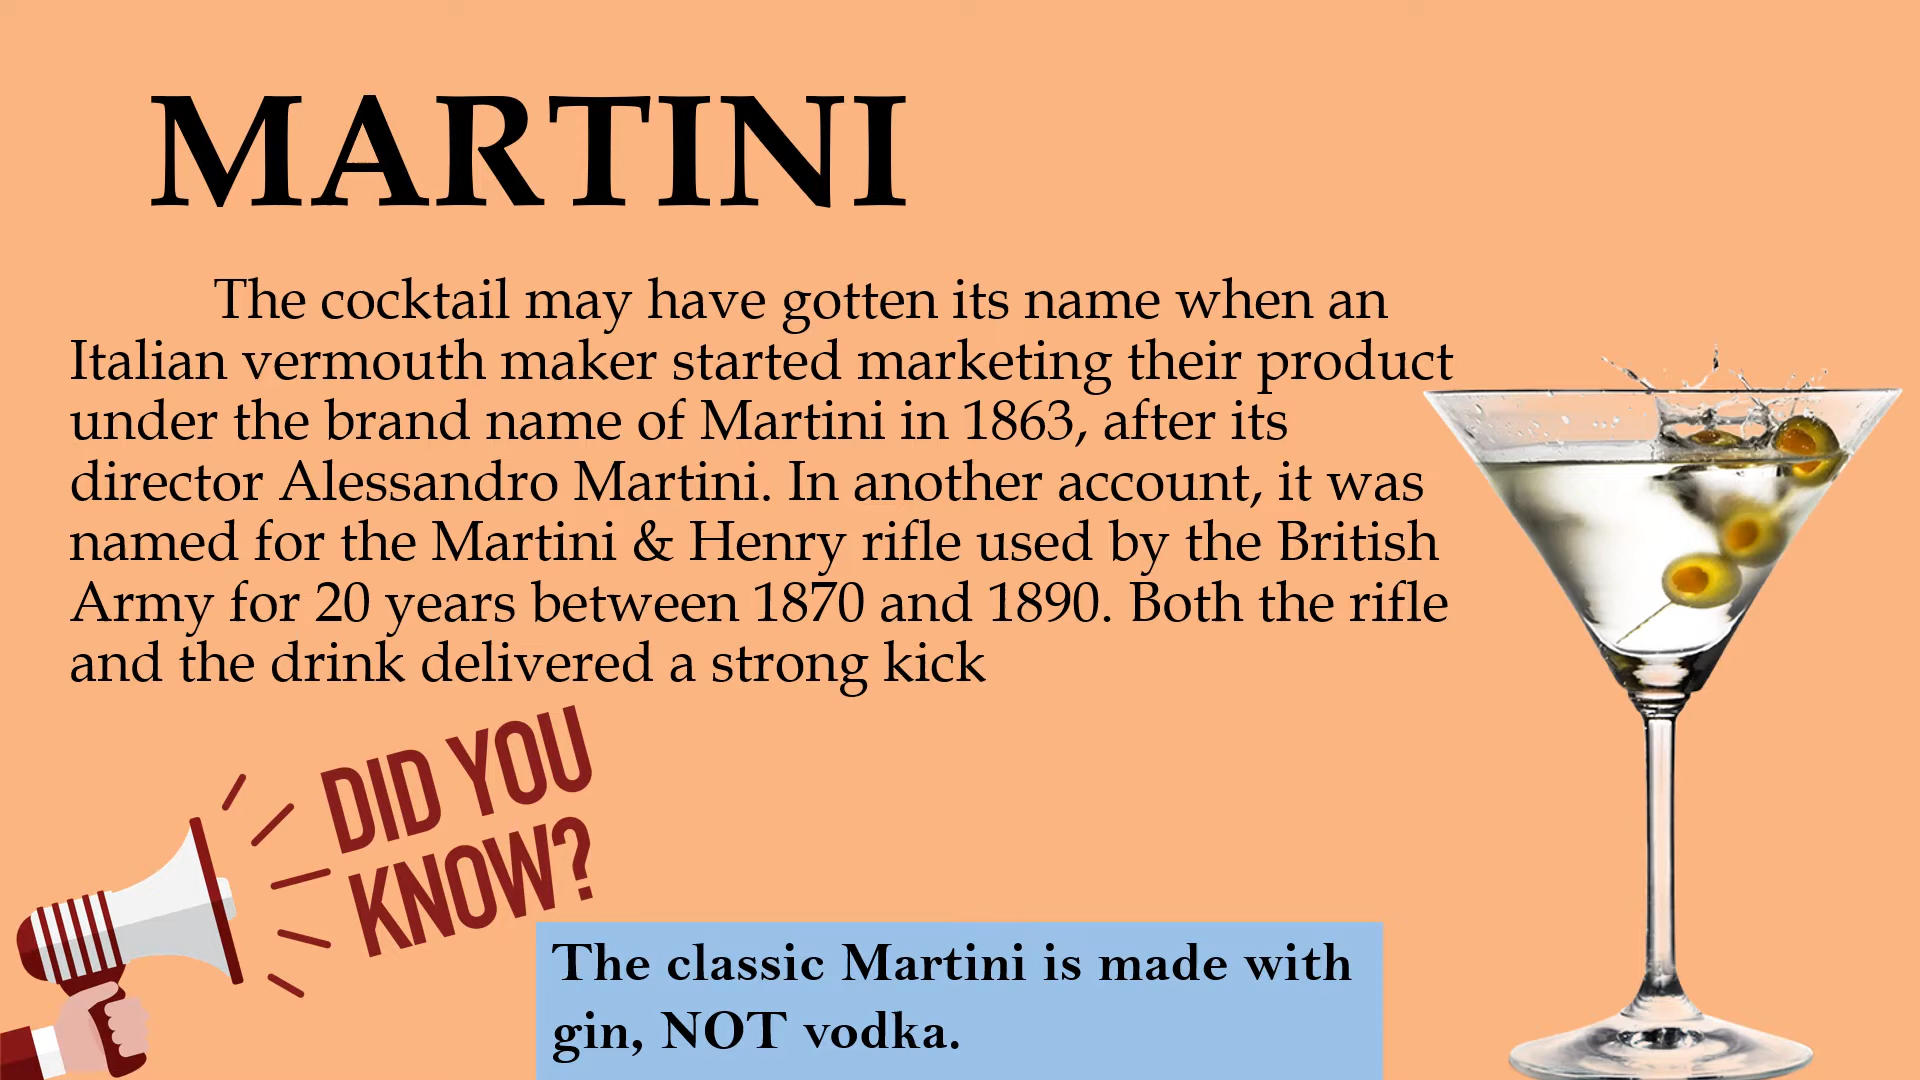 MARTINI
The cocktail may have gotten its name when an
Italian vermouth maker started marketing their product
under the brand name of Martini in 1863, after its
director Alessandro Martini. In another account, it was
named for the Martini & Henry rifle used by the British
Army for 20 years between 1870 and 1890. Both the rifle
and the drink delivered a strong kick
DID YOU
KNOW?
The classic Martini is made with
gin, NOT vodka.